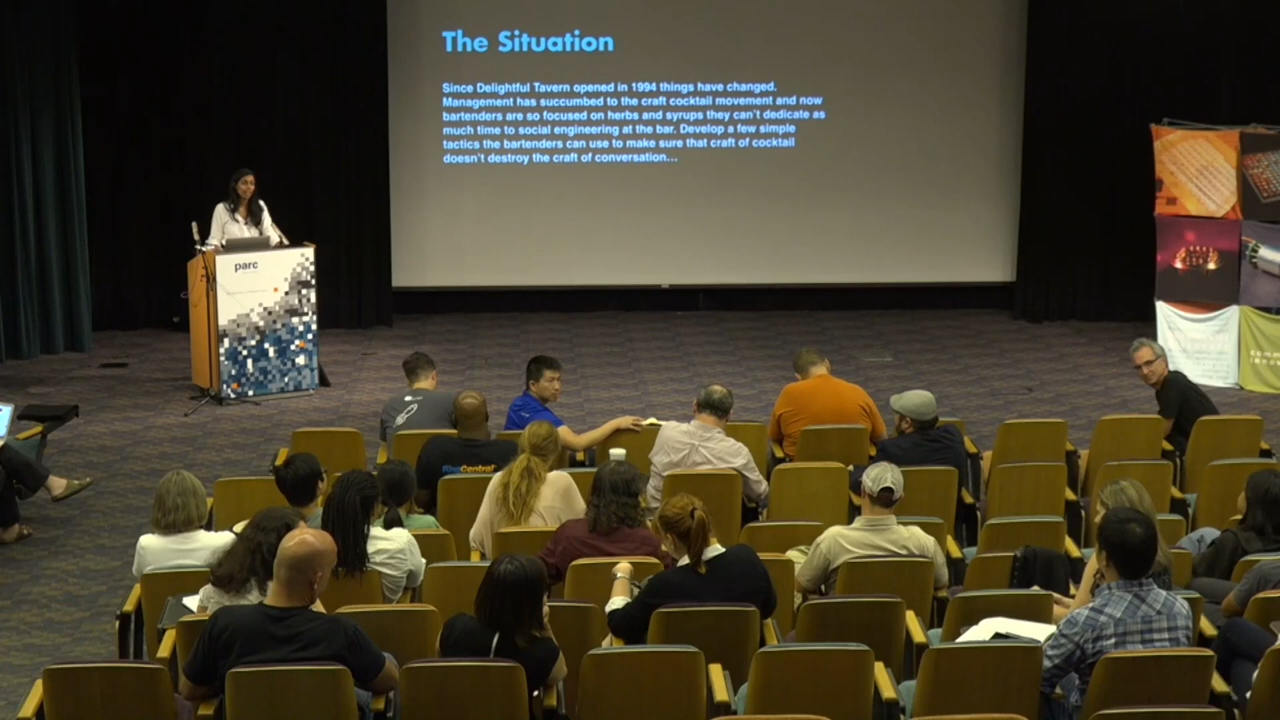 The Situation
Since Delightful Tavern opened in 1994 things have changed.
Management has succumbed to the craft cocktail movement and now
bartenders are so focused on herbs and syrups they can't dedicate as
much time to social engineering at the bar. Develop a few simple
tactics the bartenders can use to make sure that craft of cocktail
doesn't destroy the craft of conversation...
parc